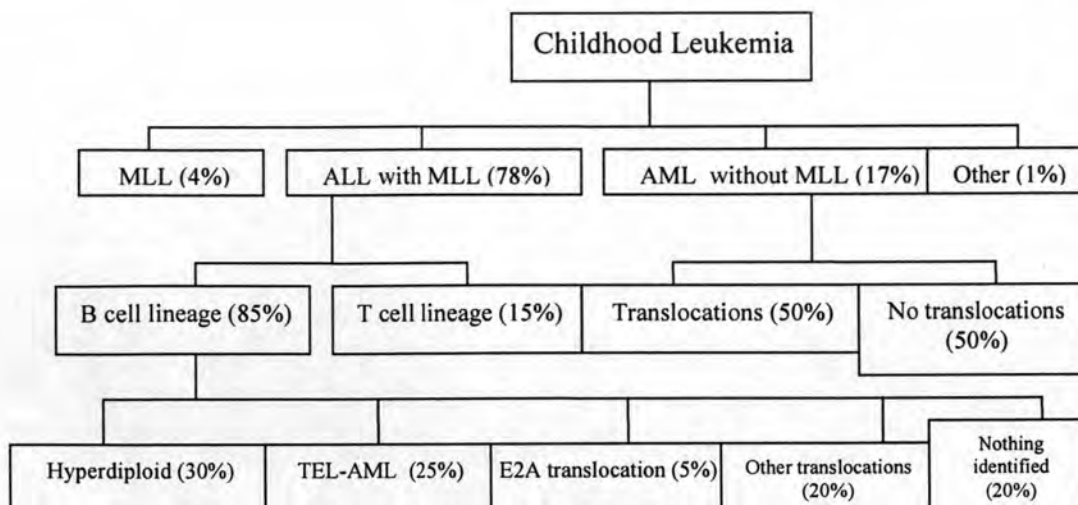 Childhood Leukemia
MLL (4%)
ALL with MLL (78%)
AML without MLL (17%)
Other (1%)
B cell lineage (85%)
T cell lineage (15%)
Translocations (50%)
No translocations
(50%)
Hyperdiploid (30%)
TEL-AML (25%)
E2A translocation (5%)
Other translocations
(20%)
Nothing
identified
(20%)